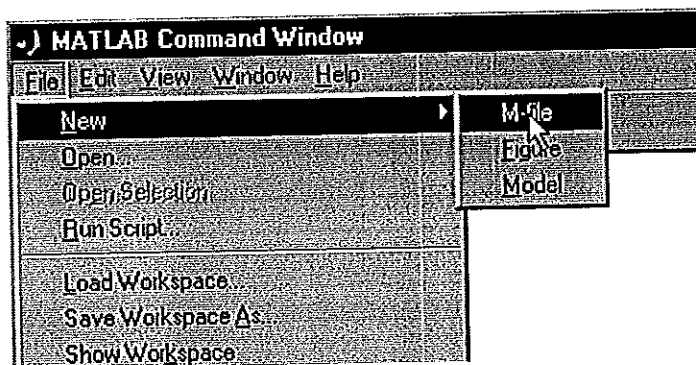 MATLAB Command Window
File Edit View Window Help
New
M-file
Figure
Model
Open...
Open Selection...
Run Script...
Load Workspace...
Save Workspace As...
Show Workspace